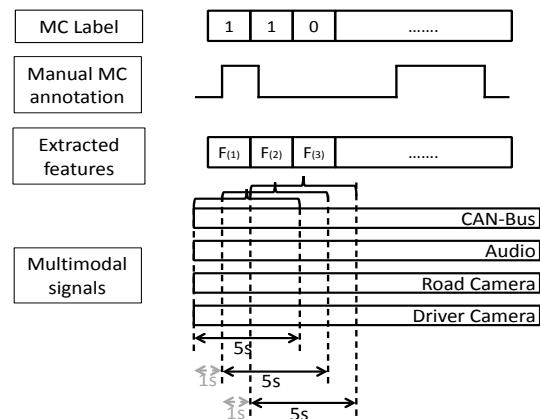 MC Label
1 1 0 .......
Manual MC
annotation
Extracted
features
F(1) F(2) F(3) .......
CAN-Bus
Audio
Multimodal
signals
Road Camera
Driver Camera
5s
1s 5s
1s 5s